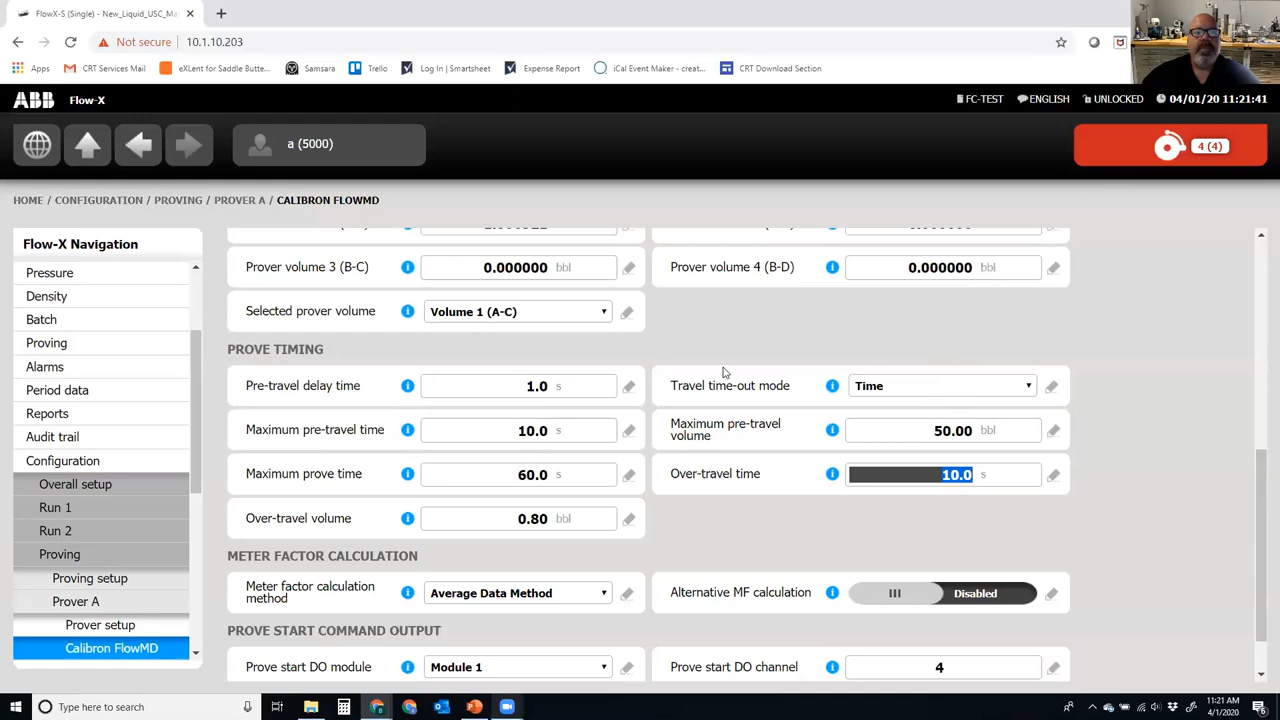 FlowX-S (Single) - New_Liquid_USC_Ma
Not secure
10.1.10.203
Apps
CRT Services Mail
eXLent for Saddle Butte...
Samsara
Trello
Log In | Smartsheet
Expense Report
iCal Event Maker - creat...
CRT Download Section
ABB
Flow-X
FC-TEST
ENGLISH
UNLOCKED
04/01/20 11:21:41
a (5000)
4 (4)
HOME / CONFIGURATION / PROVING / PROVER A / CALIBRON FLOWMD
Flow-X Navigation
Pressure
Density
Batch
Proving
Alarms
Period data
Reports
Audit trail
Configuration
Overall setup
Run 1
Run 2
Proving
Proving setup
Prover A
Prover setup
Calibron FlowMD
Prover volume 3 (B-C)
0.000000 bbl
Prover volume 4 (B-D)
0.000000 bbl
Selected prover volume
Volume 1 (A-C)
PROVE TIMING
Pre-travel delay time
1.0 s
Travel time-out mode
Time
Maximum pre-travel time
10.0 s
Maximum pre-travel
volume
50.00 bbl
Maximum prove time
60.0 s
Over-travel time
10.0 s
Over-travel volume
0.80 bbl
METER FACTOR CALCULATION
Meter factor calculation
method
Average Data Method
Alternative MF calculation
Disabled
PROVE START COMMAND OUTPUT
Prove start DO module
Module 1
Prove start DO channel
4
Type here to search
11:21 AM
4/1/2020